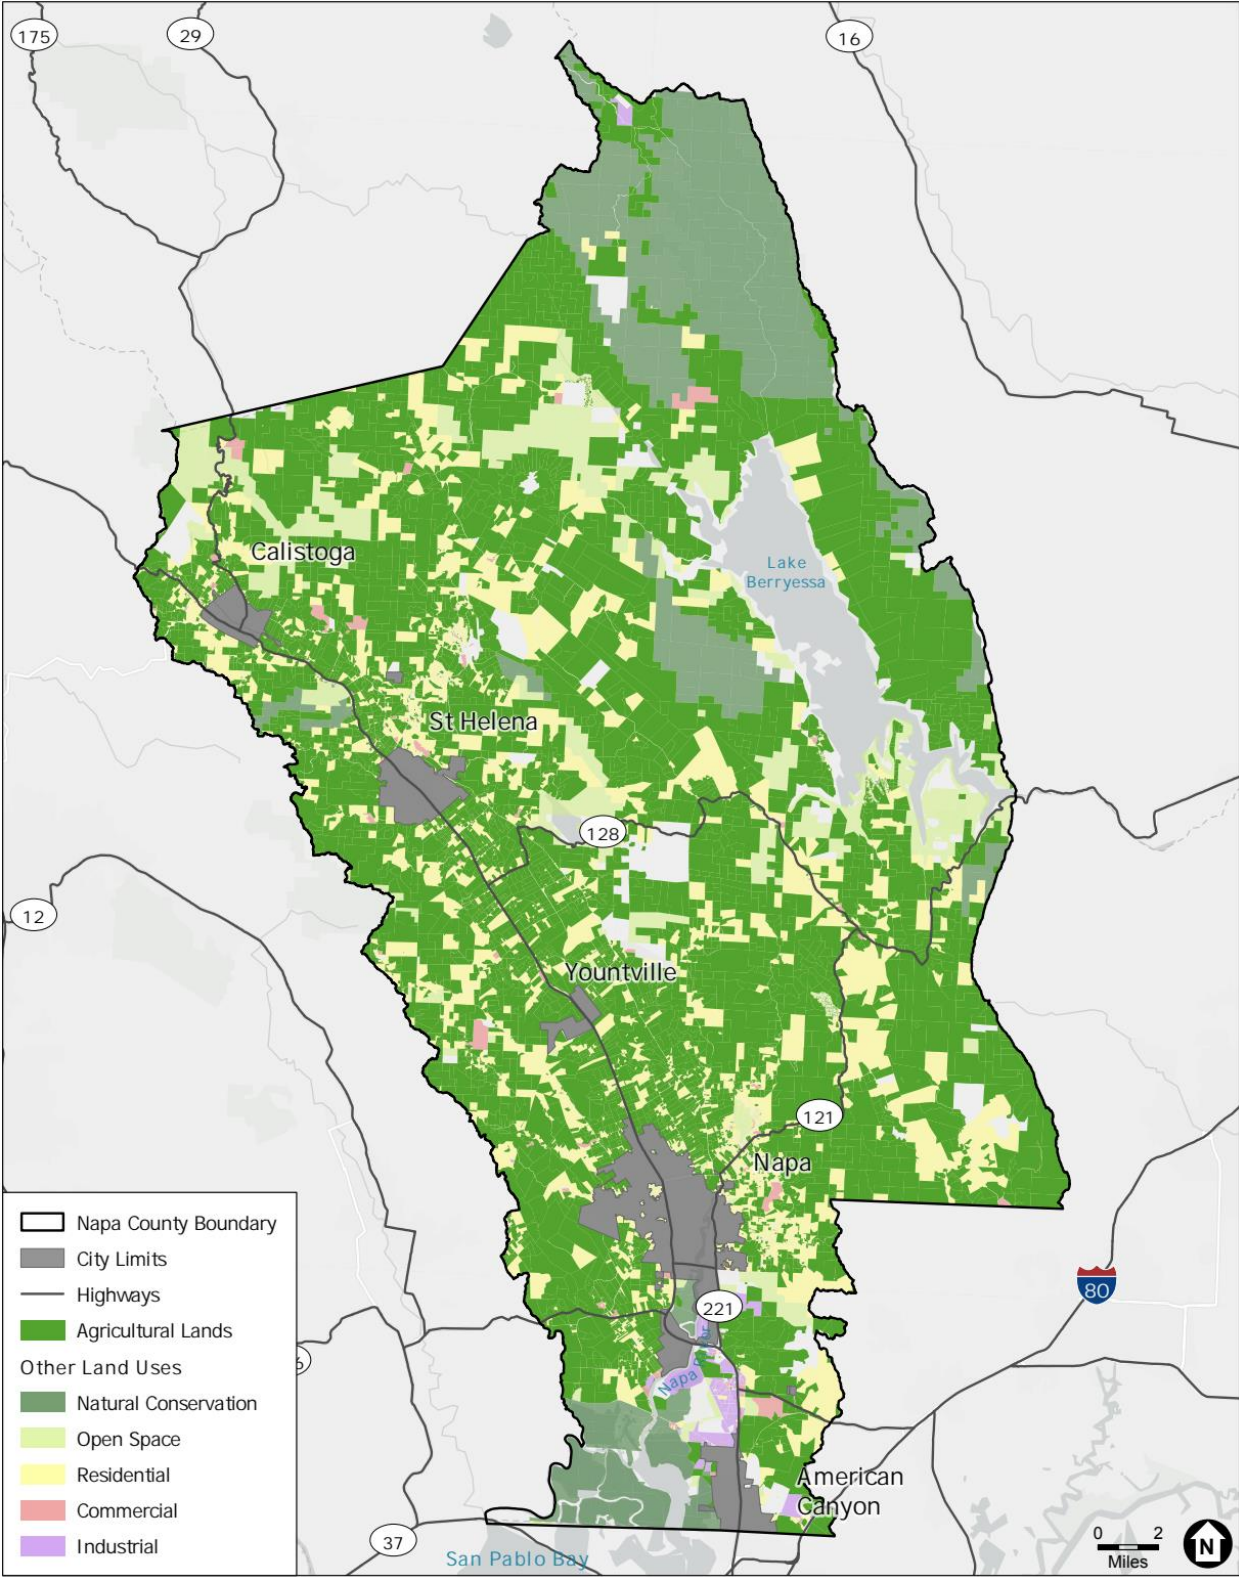 175
29
16
Calistoga
Lake
Berryessa
St Helena
128
12
Yountville
121
Napa
221
Napa
80
American
Canyon
37
San Pablo Bay
Napa County Boundary
City Limits
Highways
Agricultural Lands
Other Land Uses
Natural Conservation
Open Space
Residential
Commercial
Industrial
0 2
Miles
N